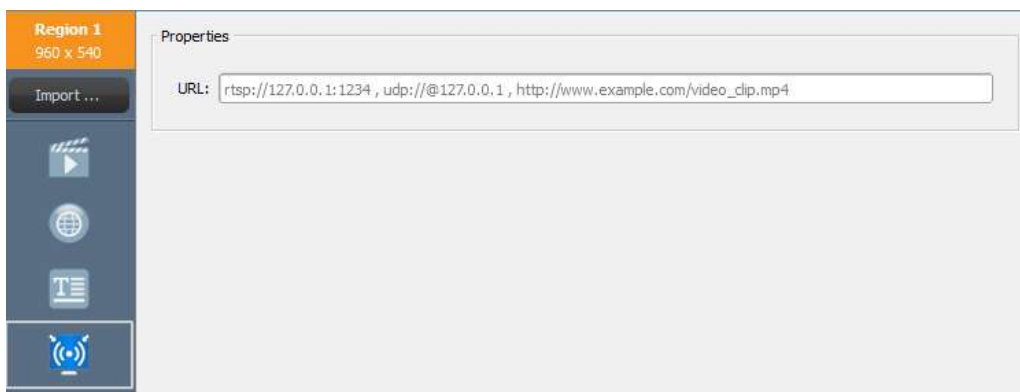 Region 1
960 x 540
Import ...
Properties
URL: rtsp://127.0.0.1:1234 , udp://@127.0.0.1 , http://www.example.com/video_clip.mp4
T